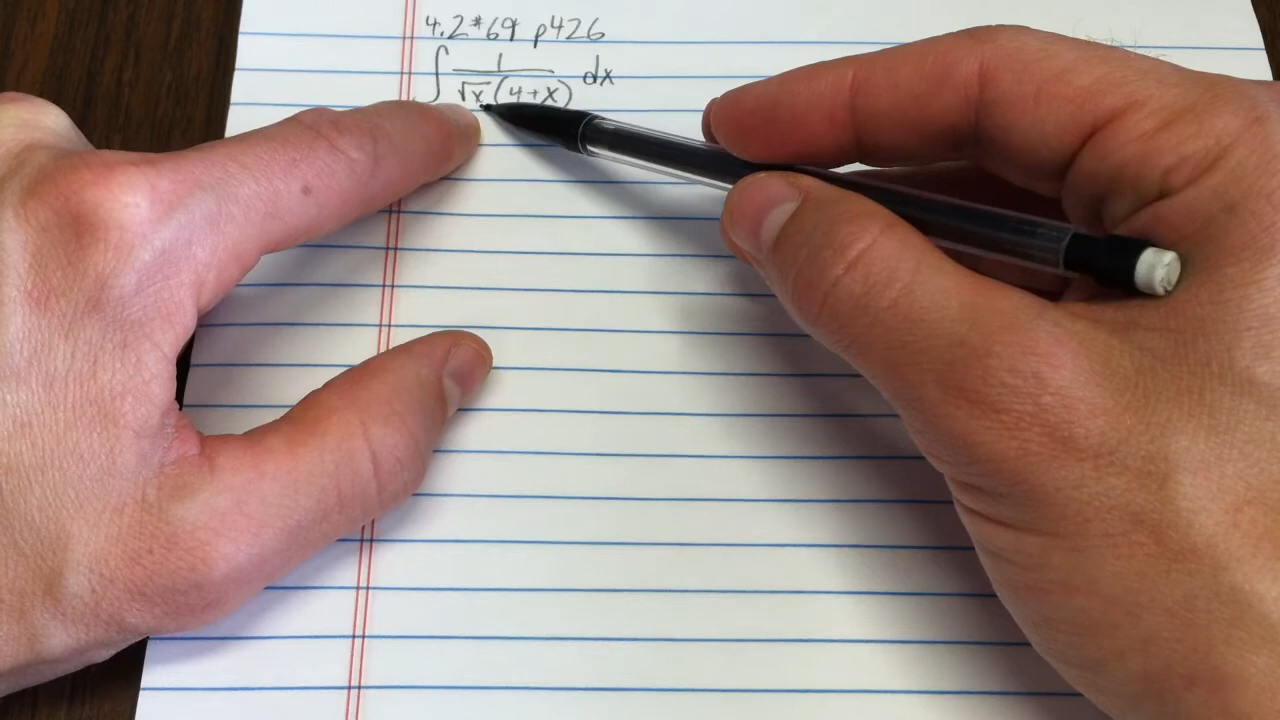 4.2 #69 p426
∫ 1/(√x (4+x)) dx